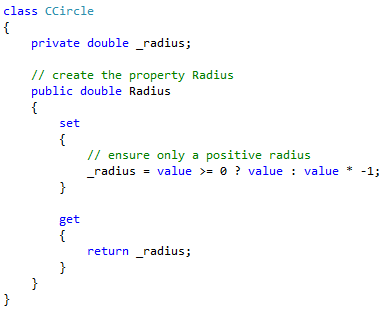 class CCircle
{
    private double _radius;

    // create the property Radius
    public double Radius
    {
        set
        {
            // ensure only a positive radius
            _radius = value >= 0 ? value : value * -1;
        }

        get
        {
            return _radius;
        }
    }
}